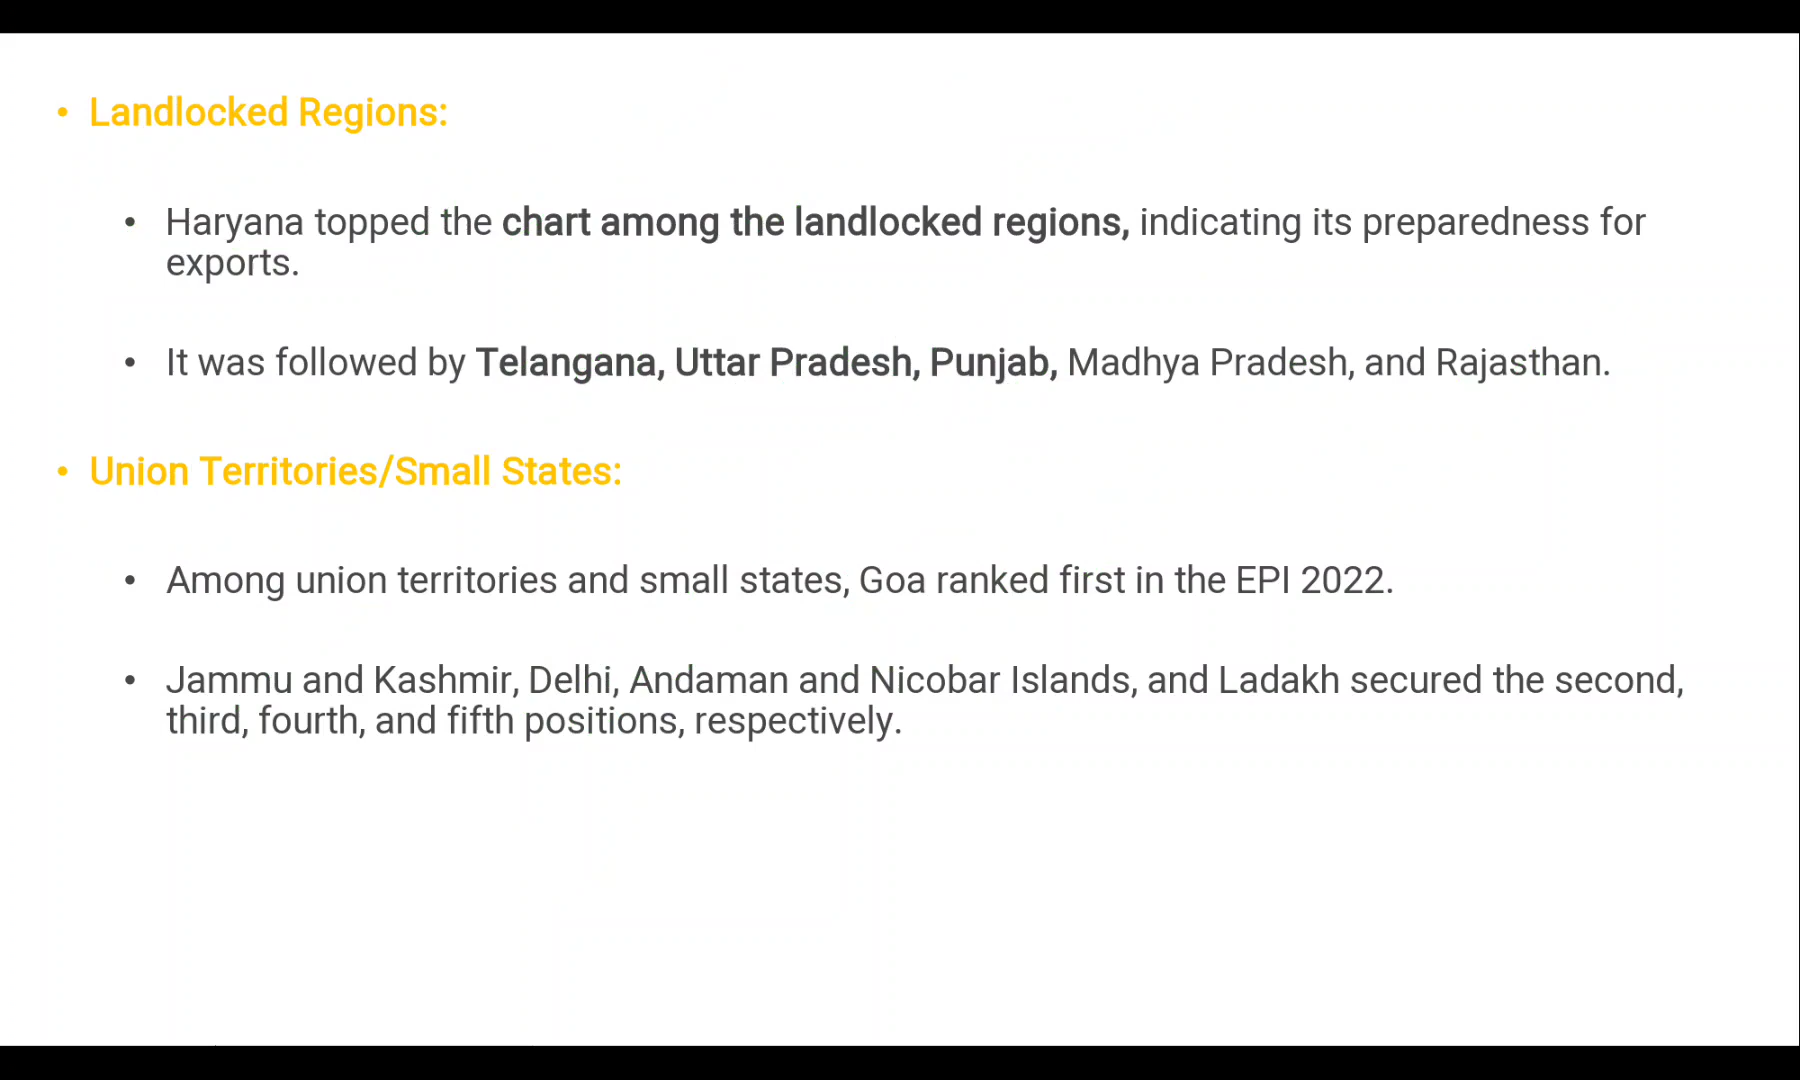 • Landlocked Regions:
• Haryana topped the chart among the landlocked regions, indicating its preparedness for
exports.
• It was followed by Telangana, Uttar Pradesh, Punjab, Madhya Pradesh, and Rajasthan.
• Union Territories/Small States:
• Among union territories and small states, Goa ranked first in the EPI 2022.
• Jammu and Kashmir, Delhi, Andaman and Nicobar Islands, and Ladakh secured the second,
third, fourth, and fifth positions, respectively.